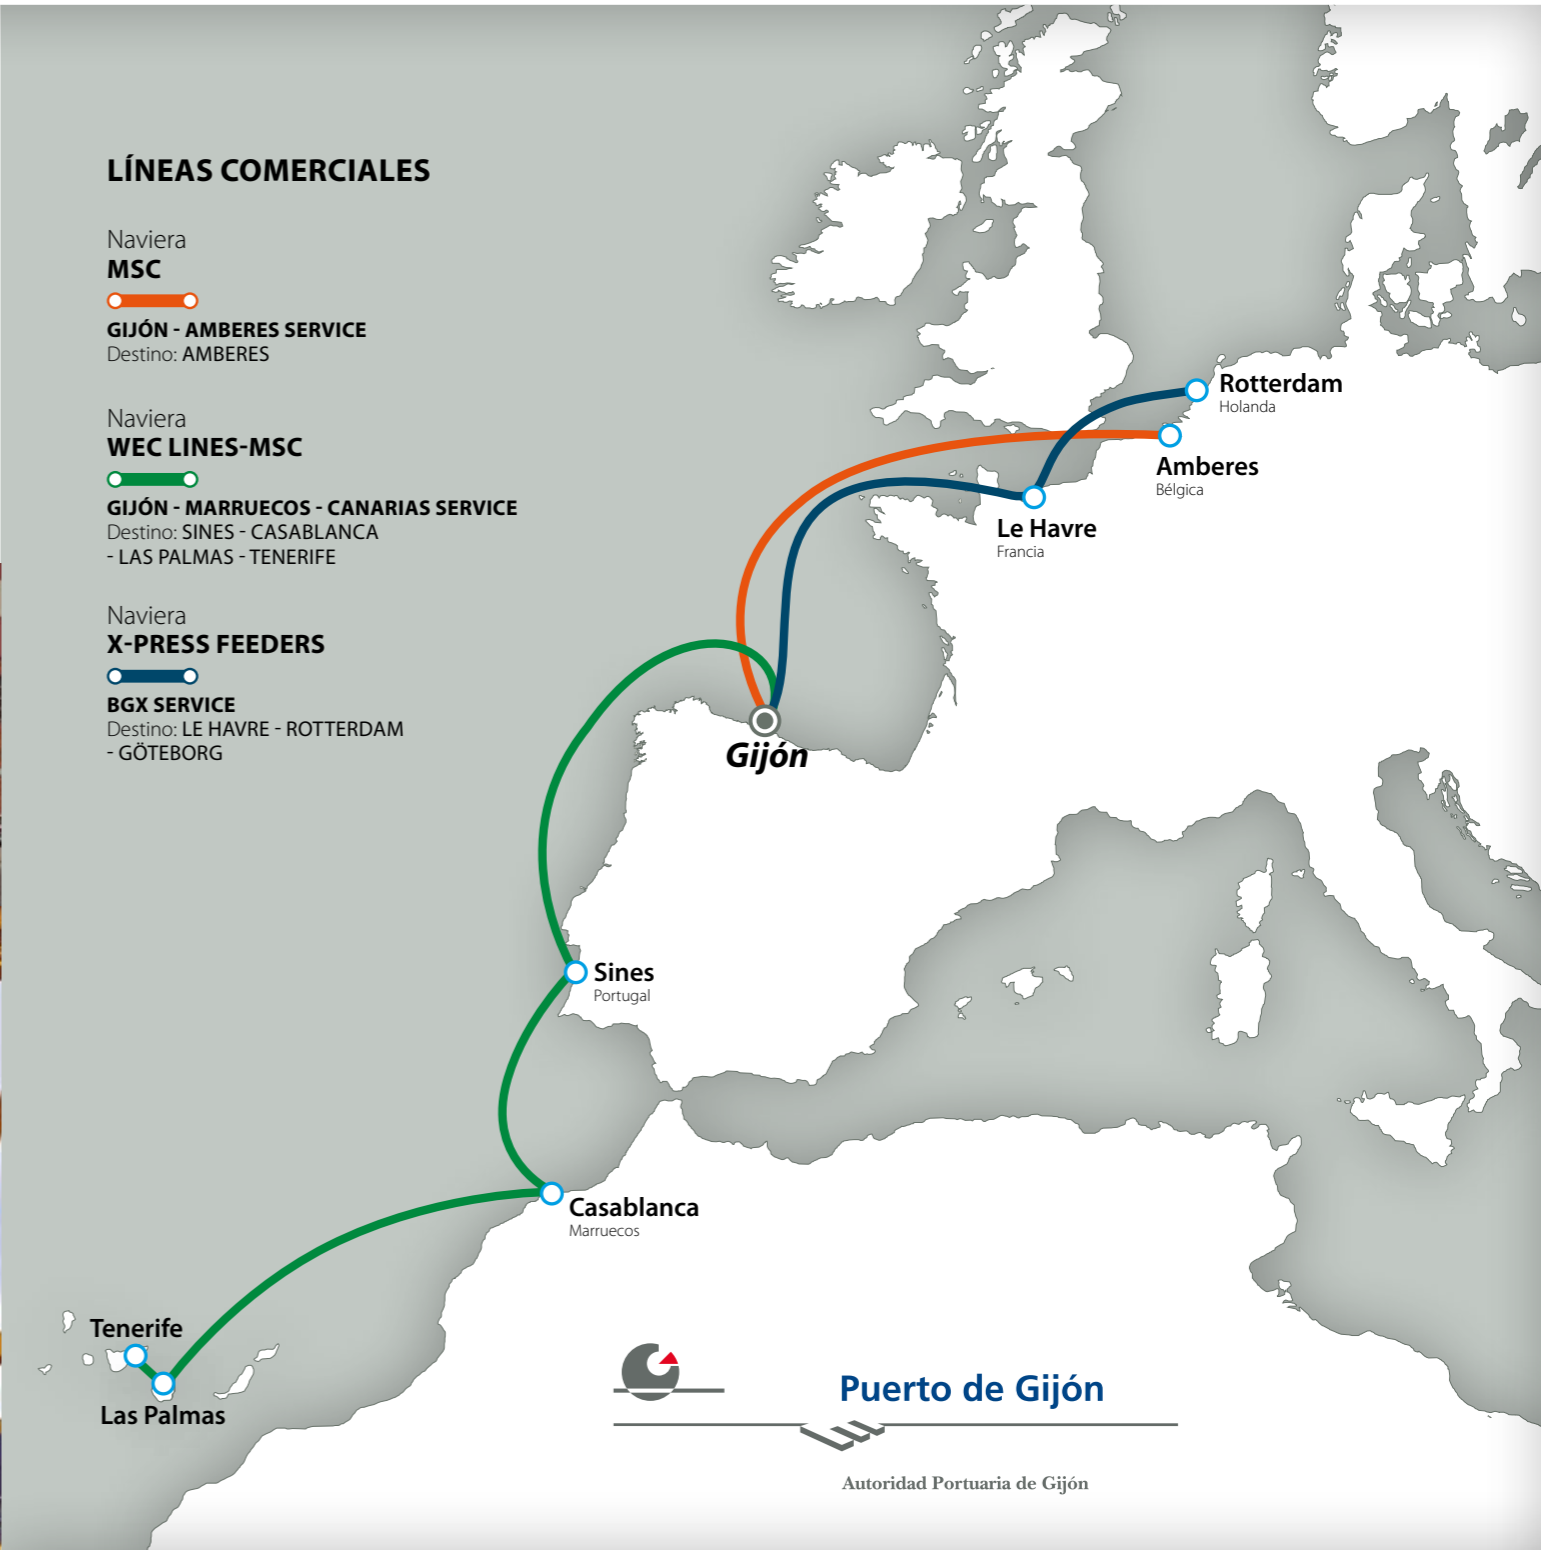 LÍNEAS COMERCIALES
Naviera
MSC
GIJÓN - AMBERES SERVICE
Destino: AMBERES
Naviera
WEC LINES-MSC
GIJÓN - MARRUECOS - CANARIAS SERVICE
Destino: SINES - CASABLANCA
- LAS PALMAS - TENERIFE
Naviera
X-PRESS FEEDERS
BGX SERVICE
Destino: LE HAVRE - ROTTERDAM
- GÖTEBORG
Rotterdam
Holanda
Amberes
Bélgica
Le Havre
Francia
Gijón
Sines
Portugal
Casablanca
Marruecos
Tenerife
Las Palmas
Puerto de Gijón
Autoridad Portuaria de Gijón